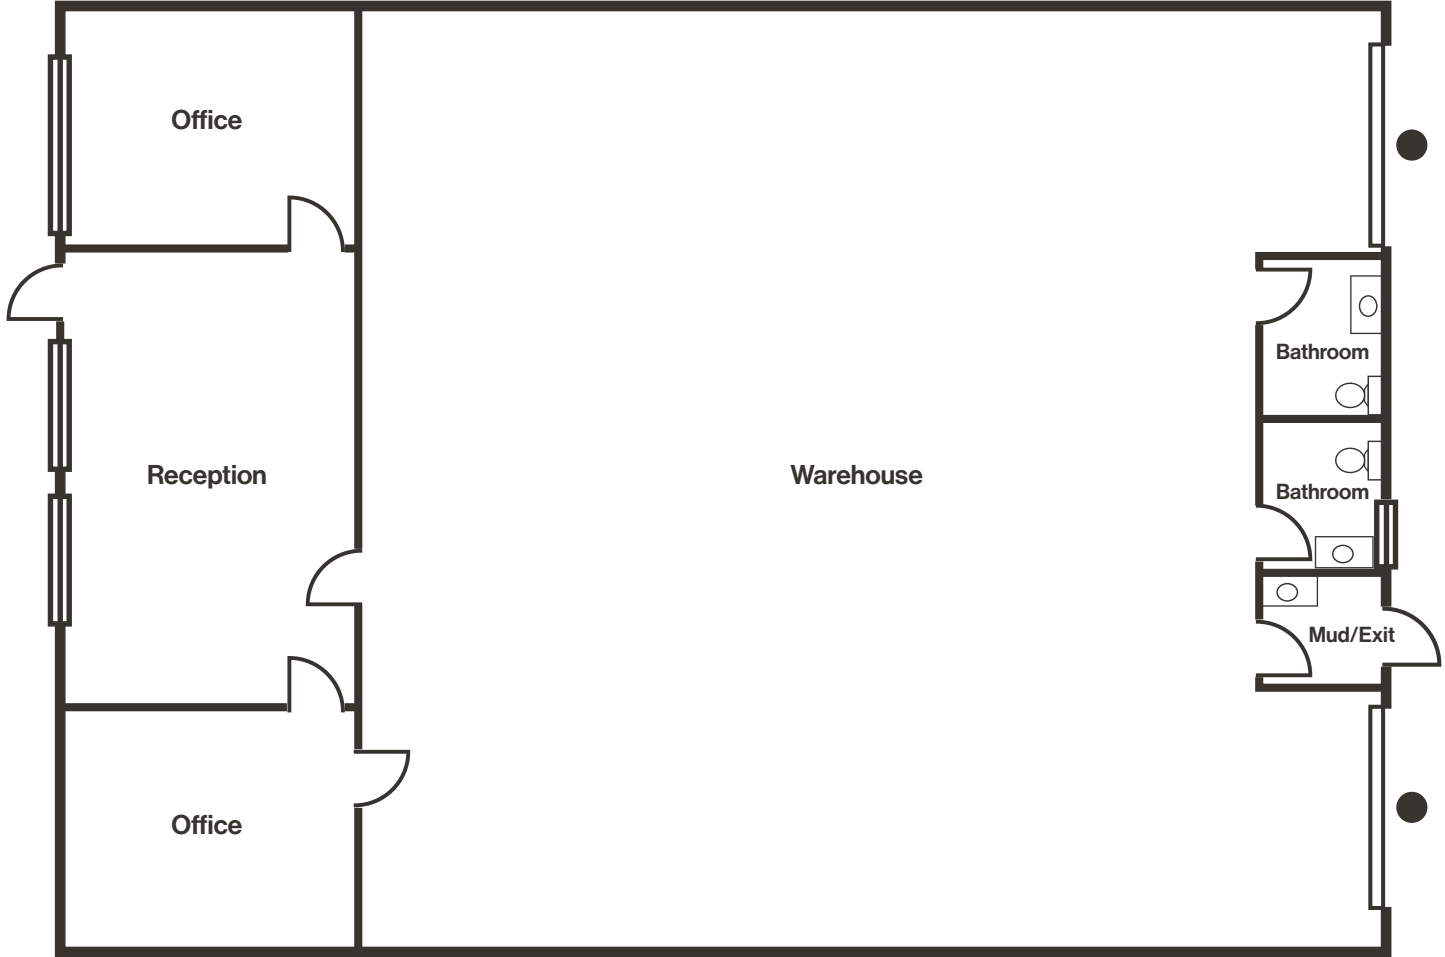 Office
Bathroom
Reception
Warehouse
Bathroom
Mud/Exit
Office